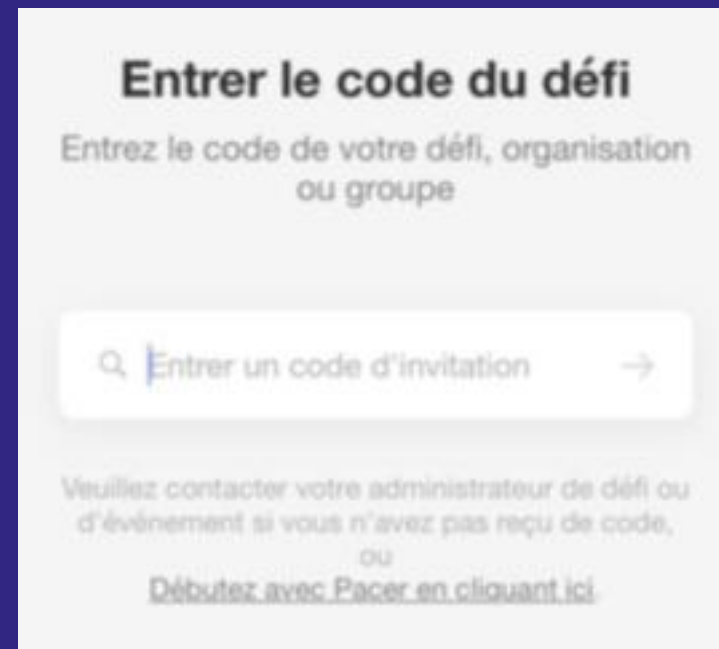 Entrer le code du défi
Entrez le code de votre défi, organisation
ou groupe
Entrer un code d'invitation
Veuillez contacter votre administrateur de défi ou
d'événement si vous n'avez pas reçu de code,
ou
Débutez avec Pacer en cliquant ici.